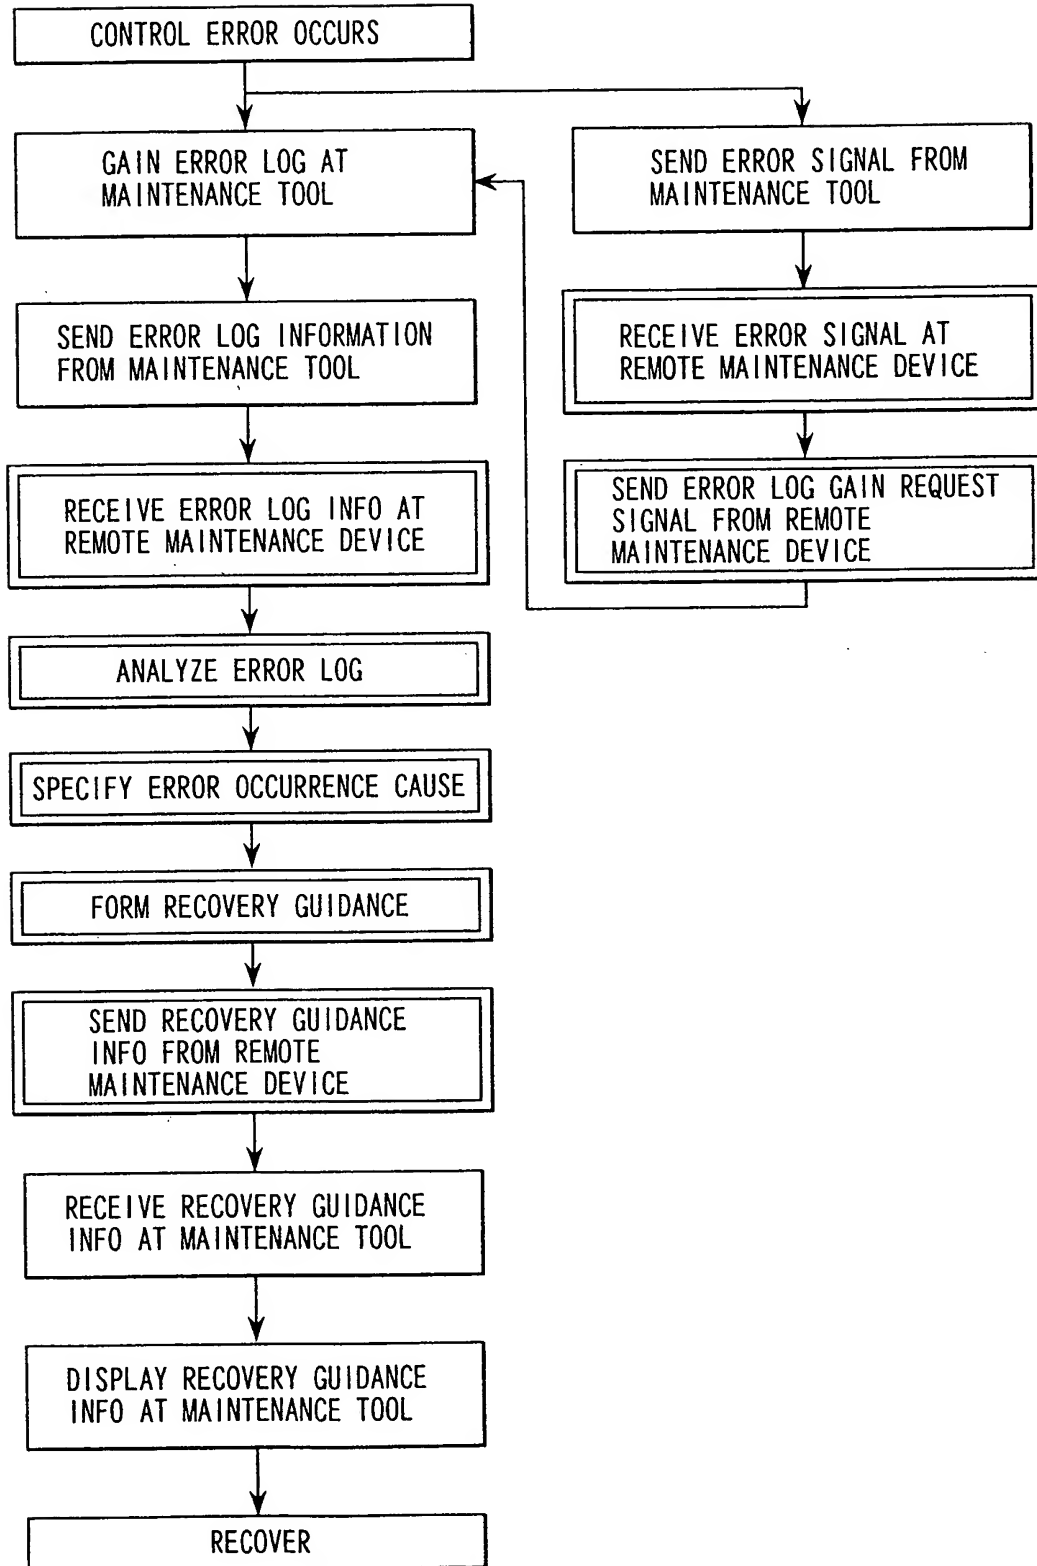 CONTROL ERROR OCCURS
GAIN ERROR LOG AT
MAINTENANCE TOOL
SEND ERROR SIGNAL FROM
MAINTENANCE TOOL
SEND ERROR LOG INFORMATION
FROM MAINTENANCE TOOL
RECEIVE ERROR SIGNAL AT
REMOTE MAINTENANCE DEVICE
RECEIVE ERROR LOG INFO AT
REMOTE MAINTENANCE DEVICE
SEND ERROR LOG GAIN REQUEST
SIGNAL FROM REMOTE
MAINTENANCE DEVICE
ANALYZE ERROR LOG
SPECIFY ERROR OCCURRENCE CAUSE
FORM RECOVERY GUIDANCE
SEND RECOVERY GUIDANCE
INFO FROM REMOTE
MAINTENANCE DEVICE
RECEIVE RECOVERY GUIDANCE
INFO AT MAINTENANCE TOOL
DISPLAY RECOVERY GUIDANCE
INFO AT MAINTENANCE TOOL
RECOVER